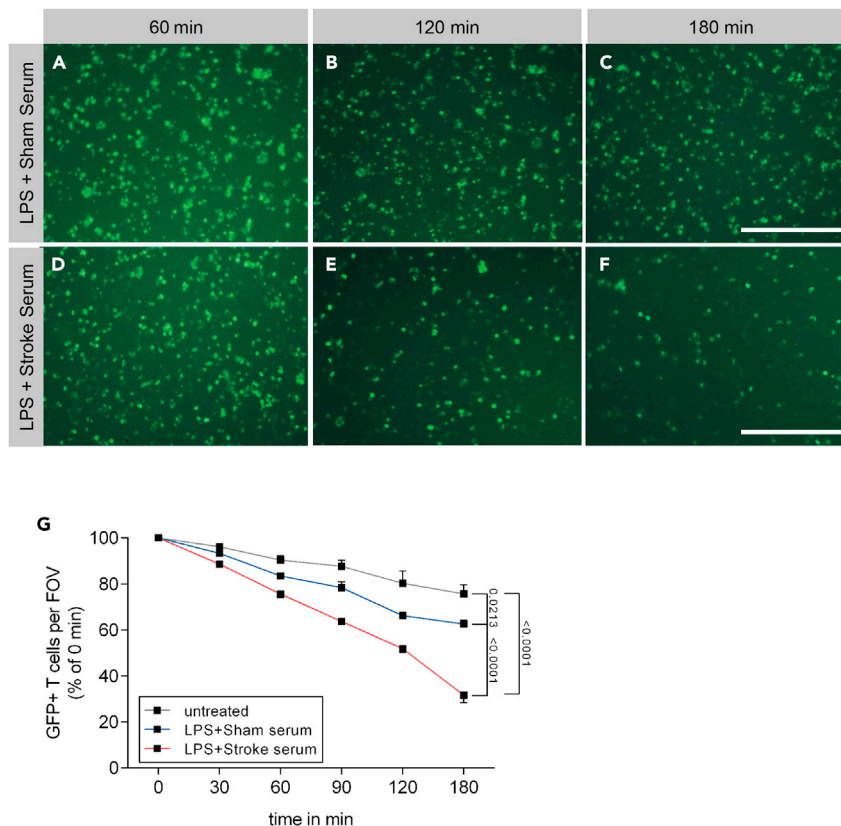 60 min
120 min
180 min
LPS + Sham Serum
A
B
C
LPS + Stroke Serum
D
E
F
G
GFP+ T cells per FOV
(% of 0 min)
100
80
60
40
20
0
0.0213
<0.0001
<0.0001
untreated
LPS+Sham serum
LPS+Stroke serum
0
30
60
90
120
180
time in min